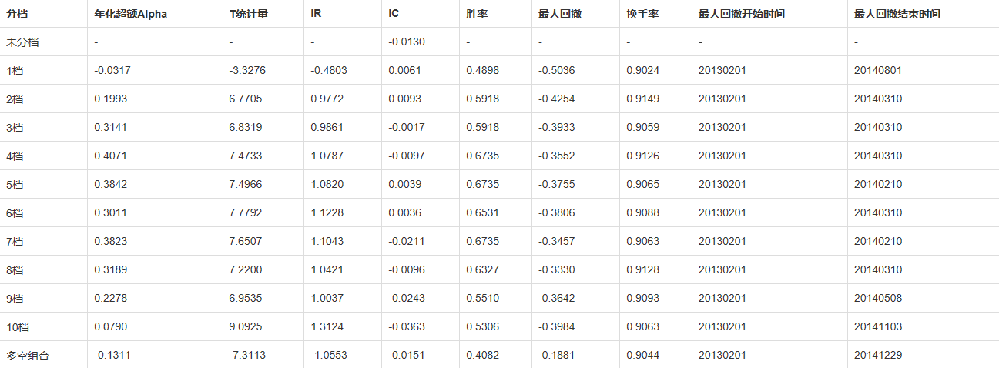 分档 年化超额Alpha T统计量 IR IC 胜率 最大回撤 换手率 最大回撤开始时间 最大回撤结束时间
未分档 - - - -0.0130 - - - - -
1档 -0.0317 -3.3276 -0.4803 0.0061 0.4898 -0.5036 0.9024 20130201 20140801
2档 0.1993 6.7705 0.9772 0.0093 0.5918 -0.4254 0.9149 20130201 20140310
3档 0.3141 6.8319 0.9861 -0.0017 0.5918 -0.3933 0.9059 20130201 20140310
4档 0.4071 7.4733 1.0787 -0.0097 0.6735 -0.3552 0.9126 20130201 20140310
5档 0.3842 7.4966 1.0820 0.0039 0.6735 -0.3755 0.9065 20130201 20140210
6档 0.3011 7.7792 1.1228 0.0036 0.6531 -0.3806 0.9088 20130201 20140310
7档 0.3823 7.6507 1.1043 -0.0211 0.6735 -0.3457 0.9063 20130201 20140210
8档 0.3189 7.2200 1.0421 -0.0096 0.6327 -0.3330 0.9128 20130201 20140310
9档 0.2278 6.9535 1.0037 -0.0243 0.5510 -0.3642 0.9093 20130201 20140508
10档 0.0790 9.0925 1.3124 -0.0363 0.5306 -0.3984 0.9063 20130201 20141103
多空组合 -0.1311 -7.3113 -1.0553 -0.0151 0.4082 -0.1881 0.9044 20130201 20141229